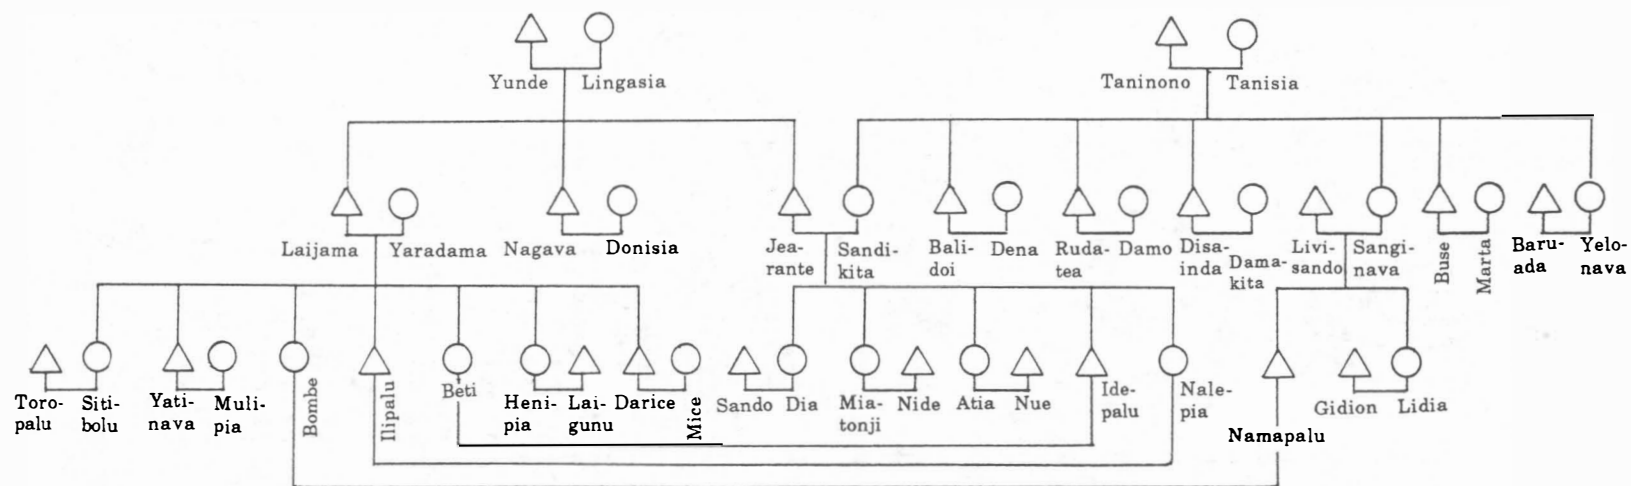 Yunde Lingasia Taninono Tanisia
Laijama Yaradama Nagava Donisia Jea- Sandi- Bali- Dena Ruda- Damo Disa- Damakita Livi- Sangi- Buse Marta Baru- Yelo-
rante kita doi tea inda sando nava ada nava
Toro- Siti- Yati- Muli- Bombe Ilipalu Beti Heni- Lai- Darice Mice Sando Dia Mia- Nide Atia Nue Ide- Nale- Namapalu Gidion Lidia
palu bolu nava pia pia gunu tonji palu pia